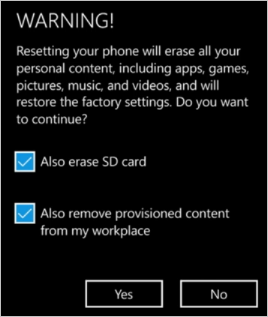 WARNING!
Resetting your phone will erase all your
personal content, including apps, games,
pictures, music, and videos, and will
restore the factory settings. Do you want
to continue?
Also erase SD card
Also remove provisioned content
from my workplace
Yes
No